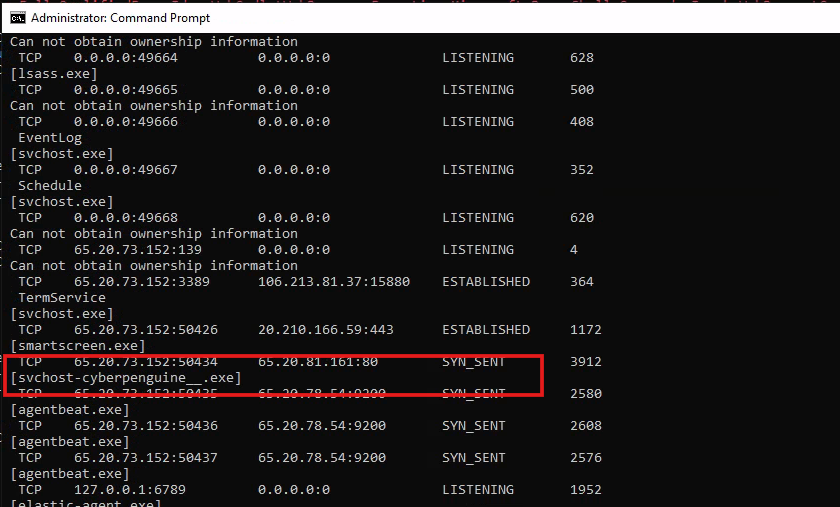 Administrator: Command Prompt
Can not obtain ownership information
TCP 0.0.0.0:49664 0.0.0.0:0 LISTENING 628
[lsass.exe]
TCP 0.0.0.0:49665 0.0.0.0:0 LISTENING 500
Can not obtain ownership information
TCP 0.0.0.0:49666 0.0.0.0:0 LISTENING 408
EventLog
[svchost.exe]
TCP 0.0.0.0:49667 0.0.0.0:0 LISTENING 352
Schedule
[svchost.exe]
TCP 0.0.0.0:49668 0.0.0.0:0 LISTENING 620
Can not obtain ownership information
TCP 65.20.73.152:139 0.0.0.0:0 LISTENING 4
Can not obtain ownership information
TCP 65.20.73.152:3389 106.213.81.37:15880 ESTABLISHED 364
TermService
[svchost.exe]
TCP 65.20.73.152:50426 20.210.166.59:443 ESTABLISHED 1172
[smartscreen.exe]
TCP 65.20.73.152:50434 65.20.81.161:80 SYN_SENT 3912
[svchost-cyberpenguine__.exe]
TCP 65.20.73.152:50435 65.20.78.54:9200 SYN_SENT 2580
[agentbeat.exe]
TCP 65.20.73.152:50436 65.20.78.54:9200 SYN_SENT 2608
[agentbeat.exe]
TCP 65.20.73.152:50437 65.20.78.54:9200 SYN_SENT 2576
[agentbeat.exe]
TCP 127.0.0.1:6789 0.0.0.0:0 LISTENING 1952
[elastic-agent.exe]